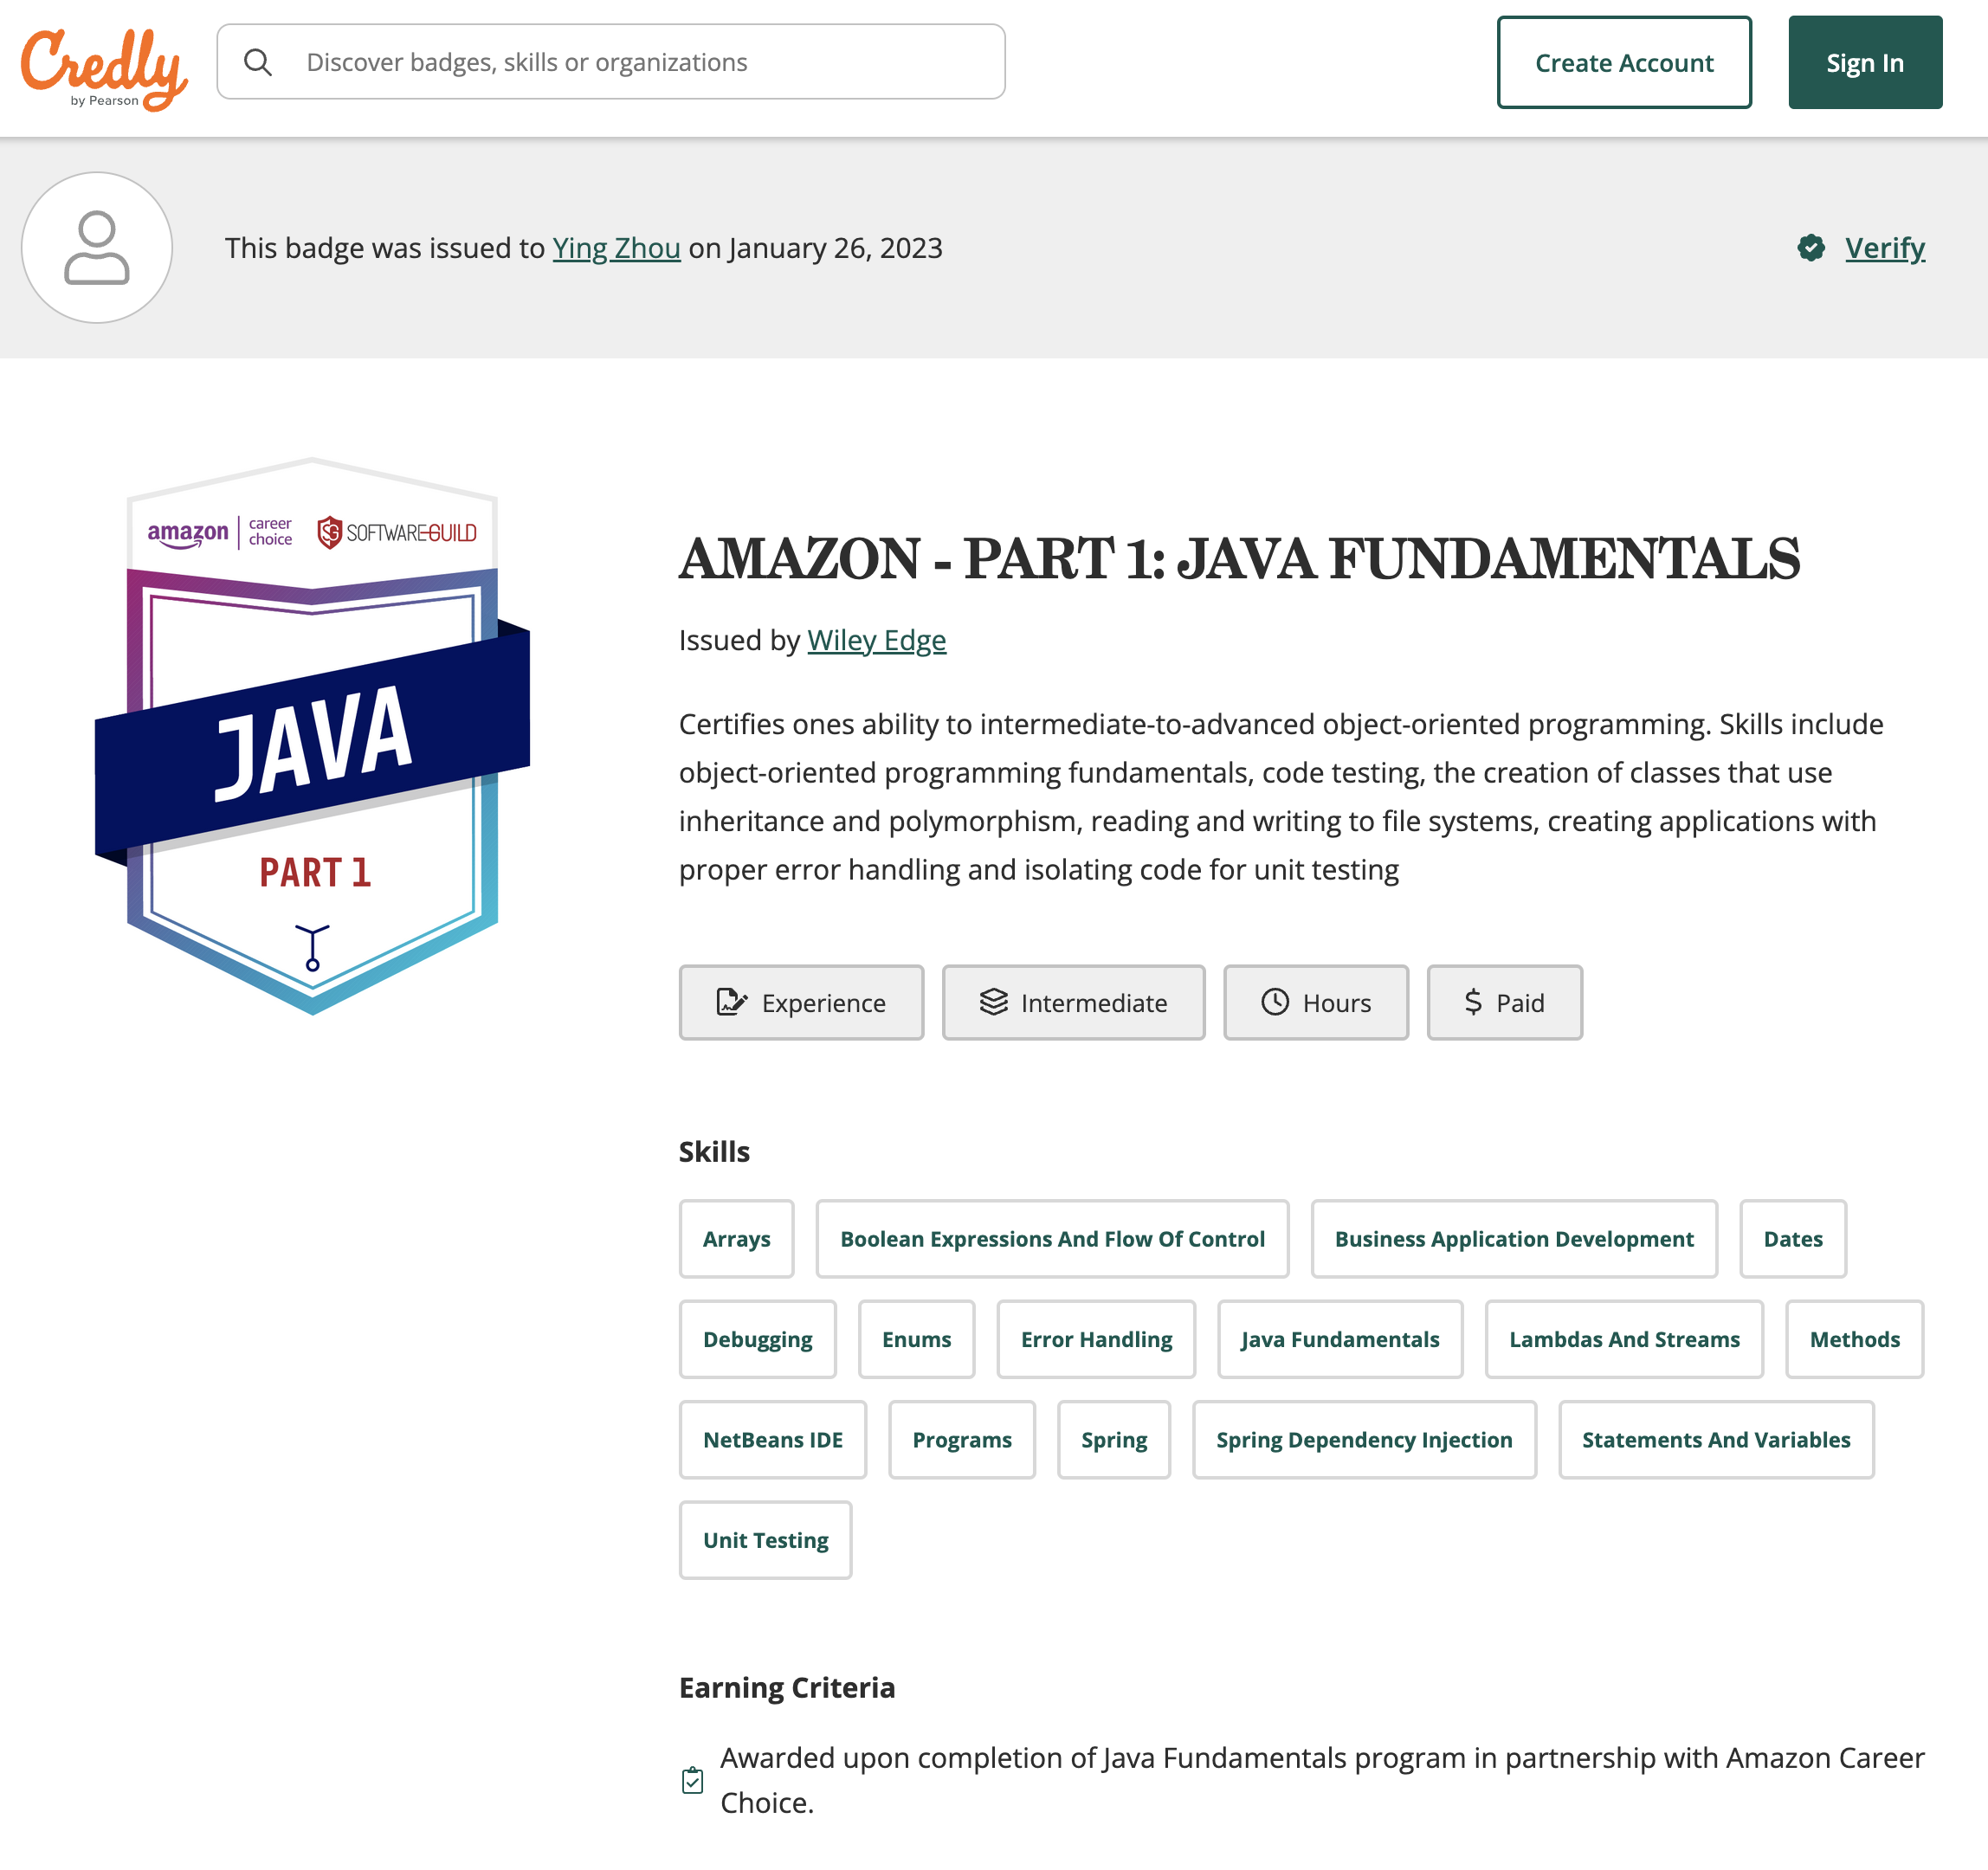 Credly
by Pearson
Discover badges, skills or organizations
Create Account
Sign In
This badge was issued to Ying Zhou on January 26, 2023
Verify
amazon
career
choice
SG
SOFTWARE GUILD
JAVA
PART 1
AMAZON - PART 1: JAVA FUNDAMENTALS
Issued by Wiley Edge
Certifies ones ability to intermediate-to-advanced object-oriented programming. Skills include
object-oriented programming fundamentals, code testing, the creation of classes that use
inheritance and polymorphism, reading and writing to file systems, creating applications with
proper error handling and isolating code for unit testing
Experience
Intermediate
Hours
$ Paid
Skills
Arrays
Boolean Expressions And Flow Of Control
Business Application Development
Dates
Debugging
Enums
Error Handling
Java Fundamentals
Lambdas And Streams
Methods
NetBeans IDE
Programs
Spring
Spring Dependency Injection
Statements And Variables
Unit Testing
Earning Criteria
Awarded upon completion of Java Fundamentals program in partnership with Amazon Career
Choice.